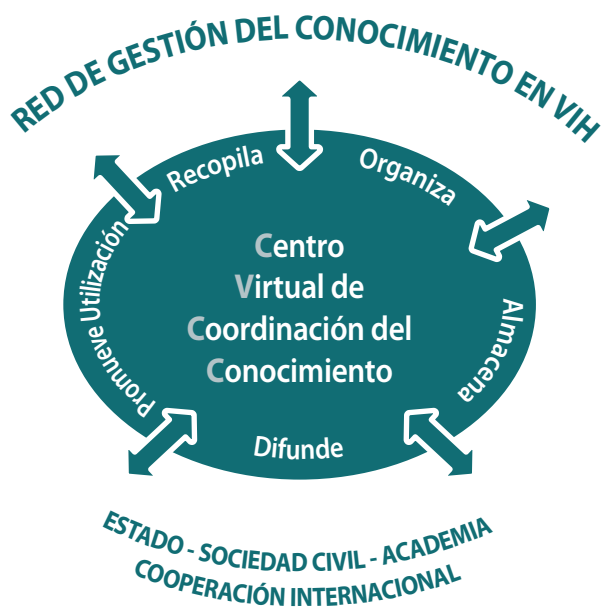 RED DE GESTIÓN DEL CONOCIMIENTO EN VIH
Recopila
Organiza
Centro
Virtual de
Coordinación del
Conocimiento
Promueve Utilización
Almacena
Difunde
ESTADO - SOCIEDAD CIVIL - ACADEMIA
COOPERACIÓN INTERNACIONAL